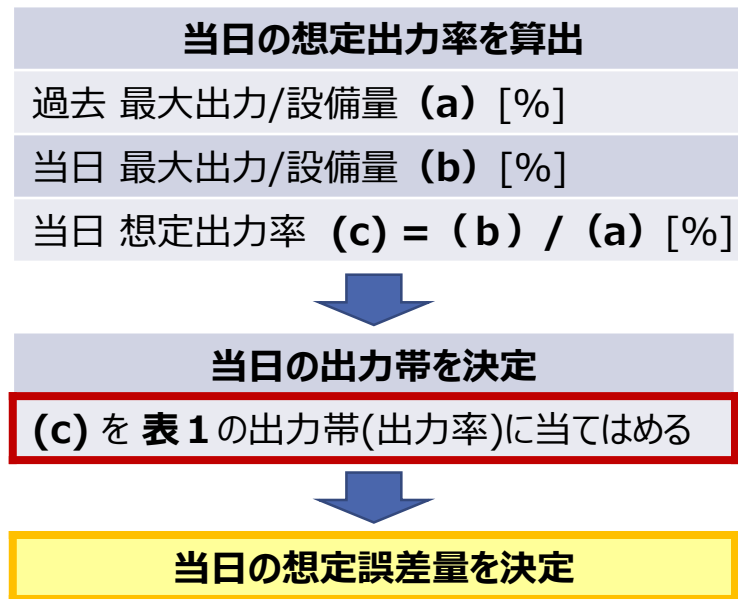 当日の想定出力率を算出
過去 最大出力/設備量（a）[%]
当日 最大出力/設備量（b）[%]
当日 想定出力率 (c) =（b）/（a）[%]
当日の出力帯を決定
(c) を 表１の出力帯(出力率)に当てはめる
当日の想定誤差量を決定